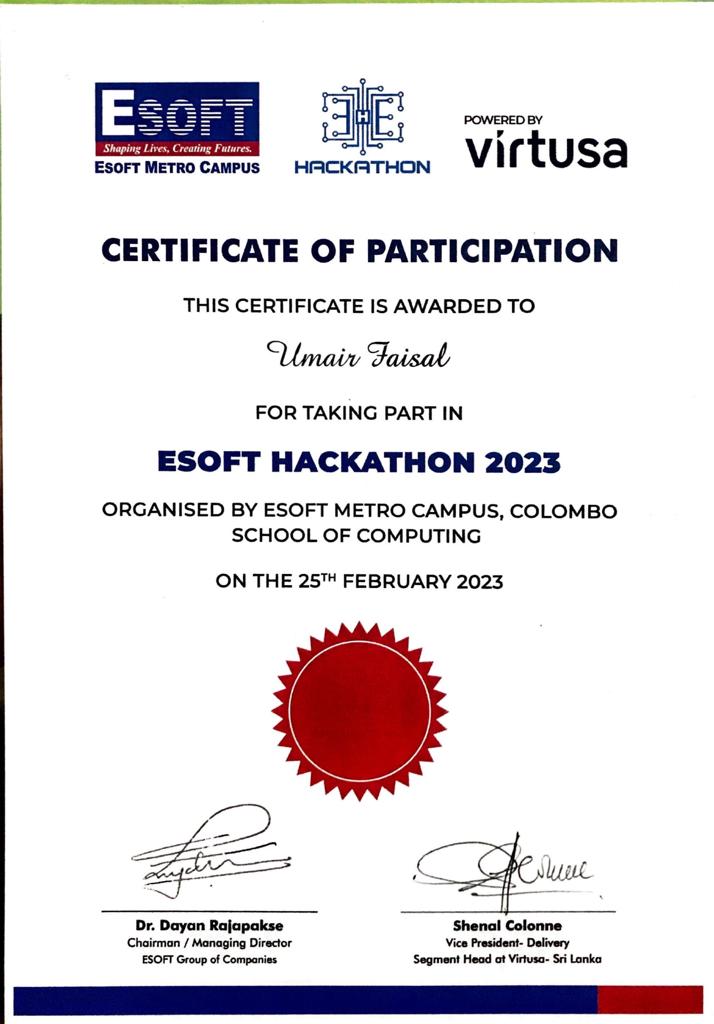 ESOFT
Shaping Lives, Creating Futures.
ESOFT METRO CAMPUS
EHE
HACKATHON
POWERED BY
virtusa
CERTIFICATE OF PARTICIPATION
THIS CERTIFICATE IS AWARDED TO
Umair Faisal
FOR TAKING PART IN
ESOFT HACKATHON 2023
ORGANISED BY ESOFT METRO CAMPUS, COLOMBO
SCHOOL OF COMPUTING
ON THE 25TH FEBRUARY 2023
Dr. Dayan Rajapakse
Chairman / Managing Director
ESOFT Group of Companies
Shenal Colonne
Vice President- Delivery
Segment Head at Virtusa- Sri Lanka